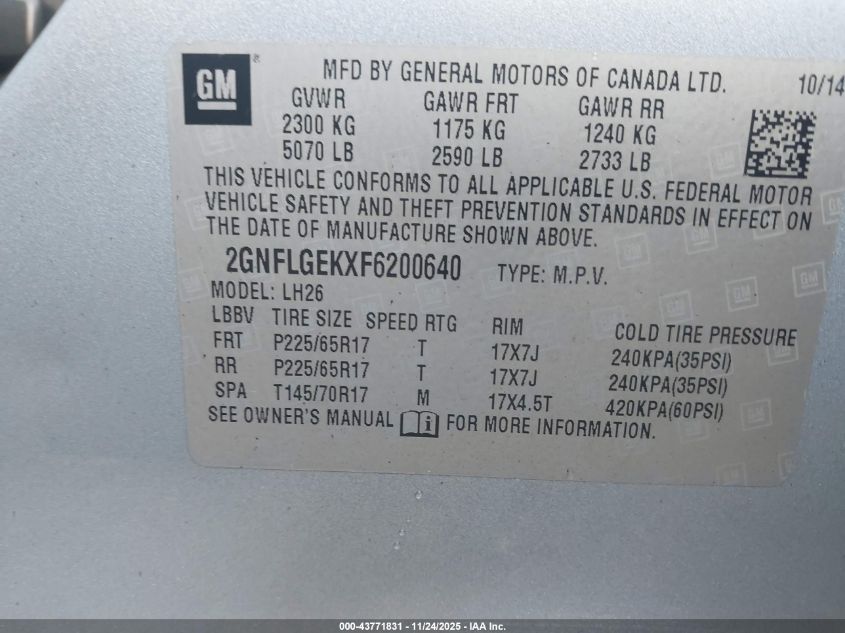 GM
MFD BY GENERAL MOTORS OF CANADA LTD. 10/14
GVWR GAWR FRT GAWR RR
2300 KG 1175 KG 1240 KG
5070 LB 2590 LB 2733 LB
THIS VEHICLE CONFORMS TO ALL APPLICABLE U.S. FEDERAL MOTOR
VEHICLE SAFETY AND THEFT PREVENTION STANDARDS IN EFFECT ON
THE DATE OF MANUFACTURE SHOWN ABOVE.
2GNFLGEKXF6200640 TYPE: M.P.V.
MODEL: LH26
LBBV TIRE SIZE SPEED RTG RIM COLD TIRE PRESSURE
FRT P225/65R17 T 17X7J 240KPA(35PSI)
RR P225/65R17 T 17X7J 240KPA(35PSI)
SPA T145/70R17 M 17X4.5T 420KPA(60PSI)
SEE OWNER'S MANUAL FOR MORE INFORMATION.
000-43771831 - 11/24/2025 - IAA Inc.